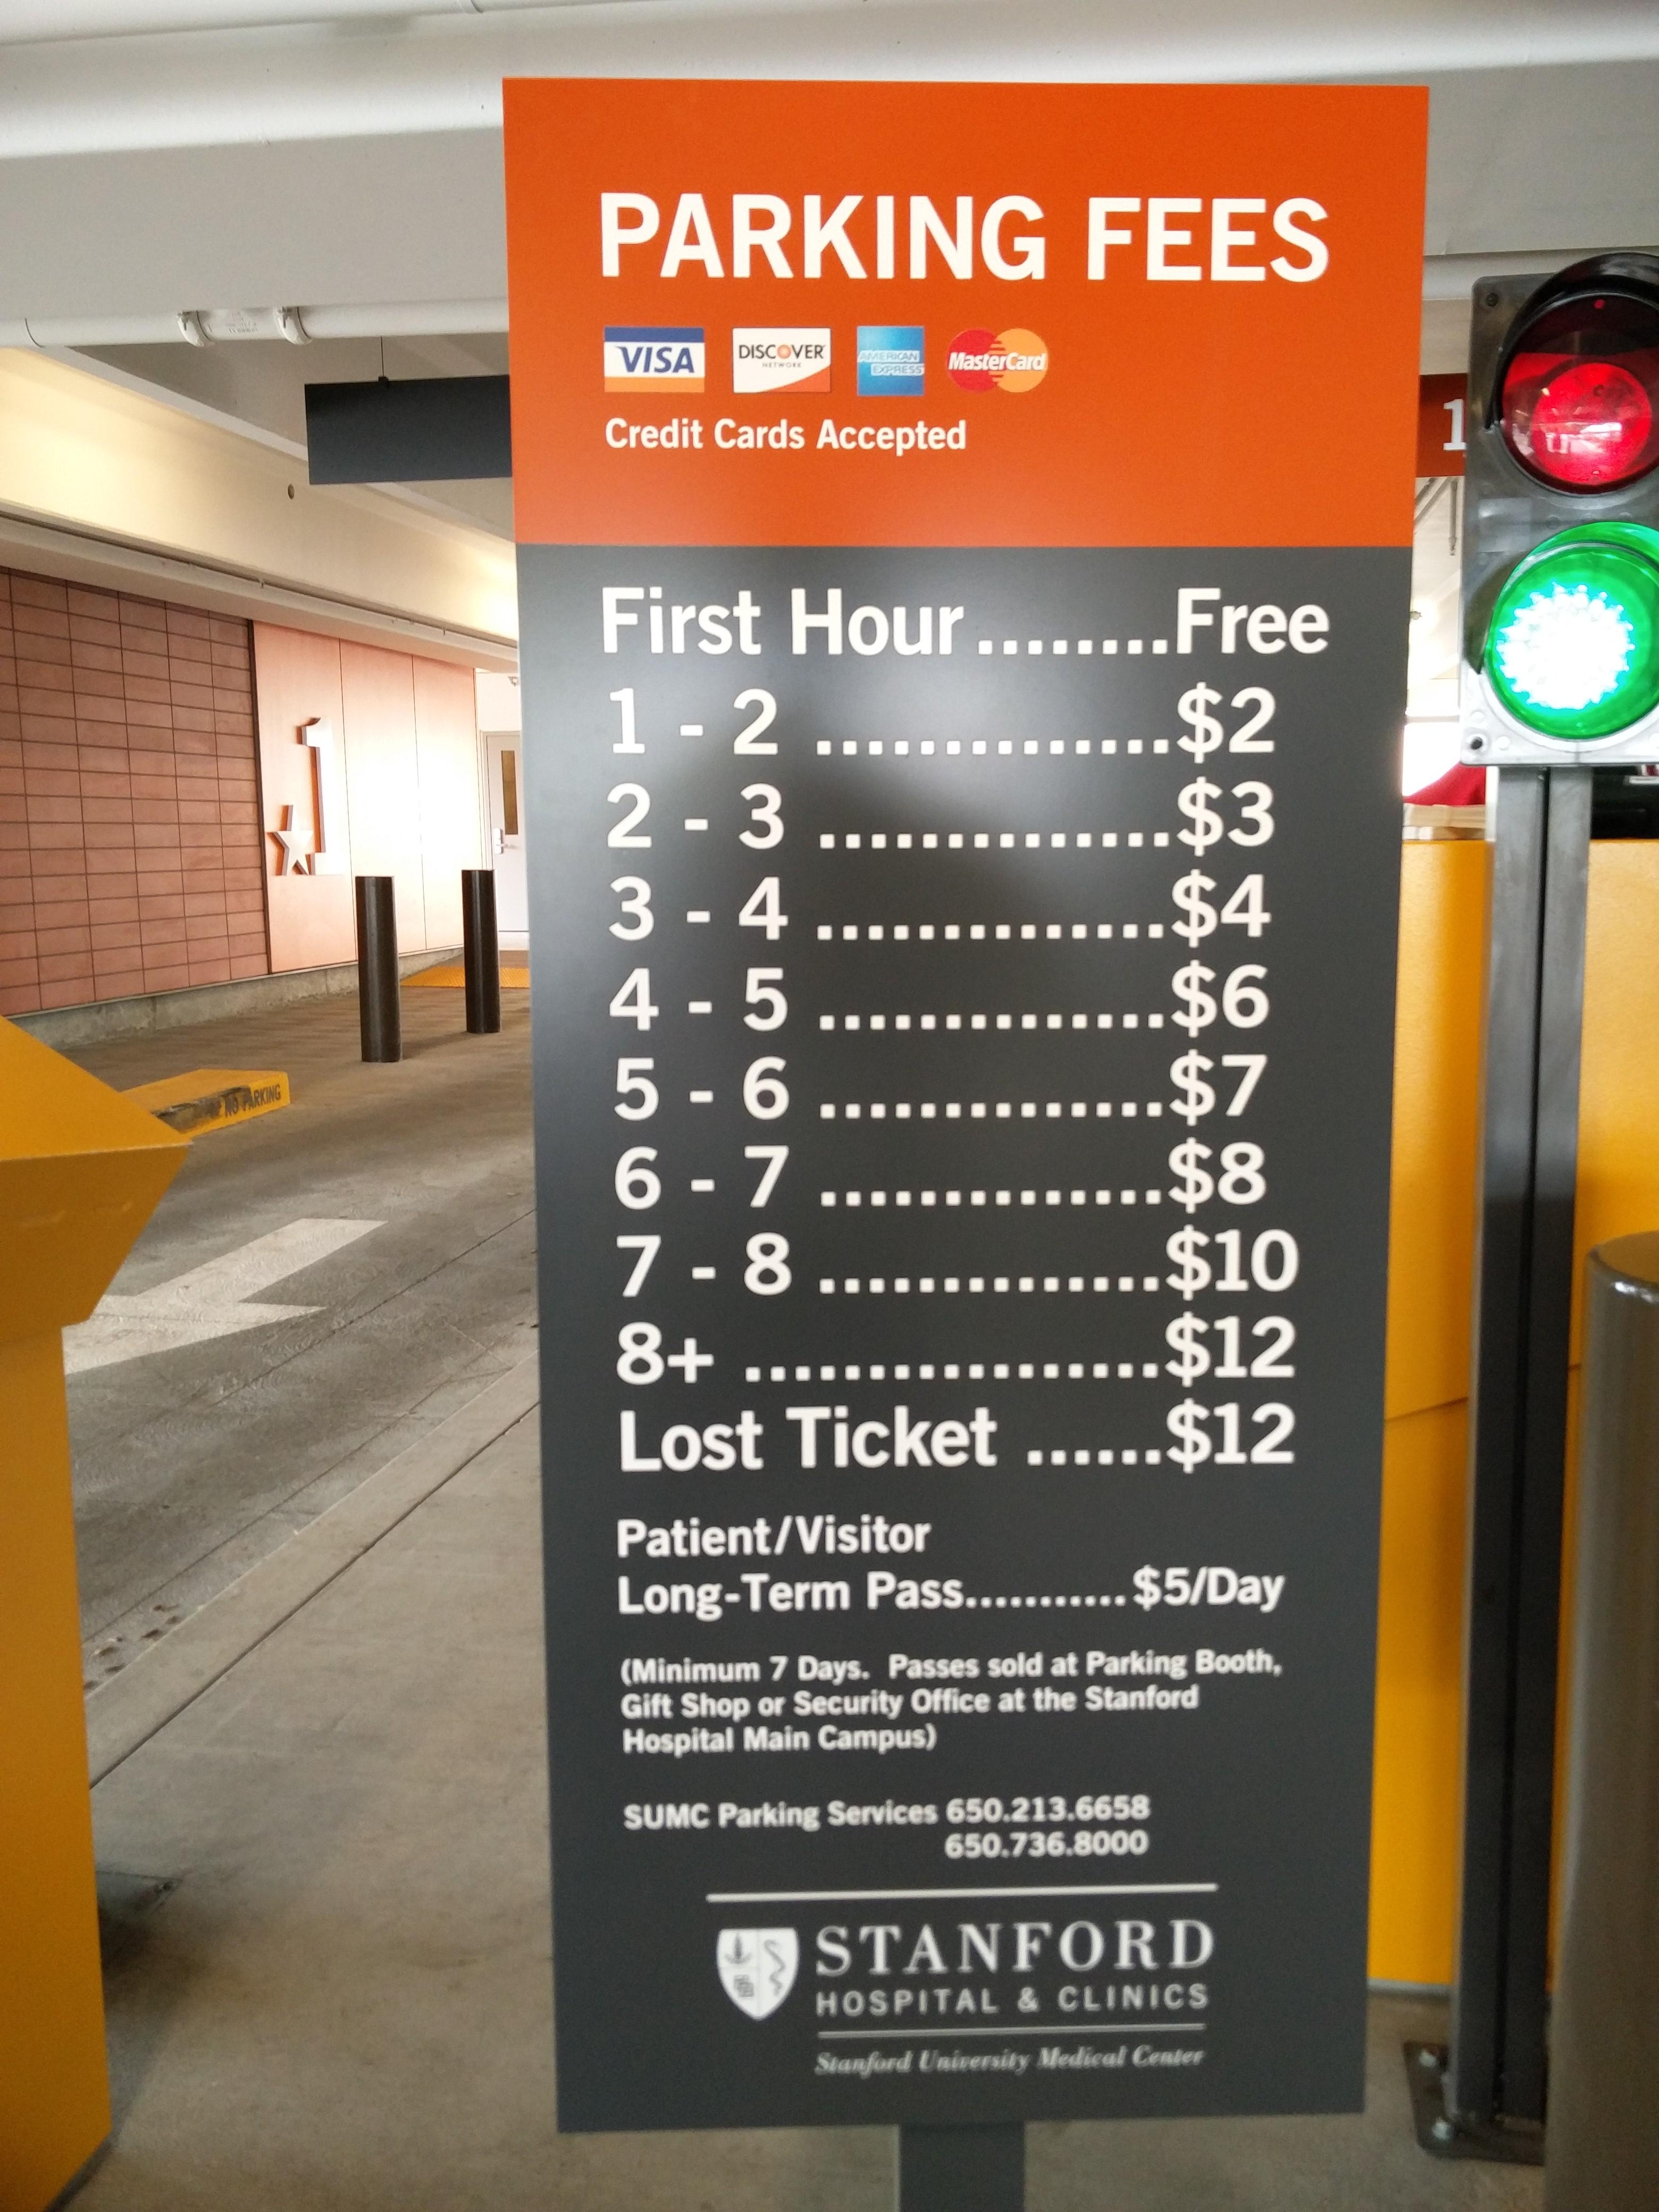 PARKING FEES
VISA DISCOVER NETWORK AMERICAN EXPRESS MasterCard
Credit Cards Accepted
First Hour ........Free
1 - 2 ...............$2
2 - 3 ...............$3
3 - 4 ...............$4
4 - 5 ...............$6
5 - 6 ...............$7
6 - 7 ...............$8
7 - 8 ...............$10
8+ ..................$12
Lost Ticket ......$12
Patient/Visitor
Long-Term Pass...........$5/Day
(Minimum 7 Days. Passes sold at Parking Booth,
Gift Shop or Security Office at the Stanford
Hospital Main Campus)
SUMC Parking Services 650.213.6658
650.736.8000
STANFORD
HOSPITAL & CLINICS
Stanford University Medical Center
1
1
NO PARKING